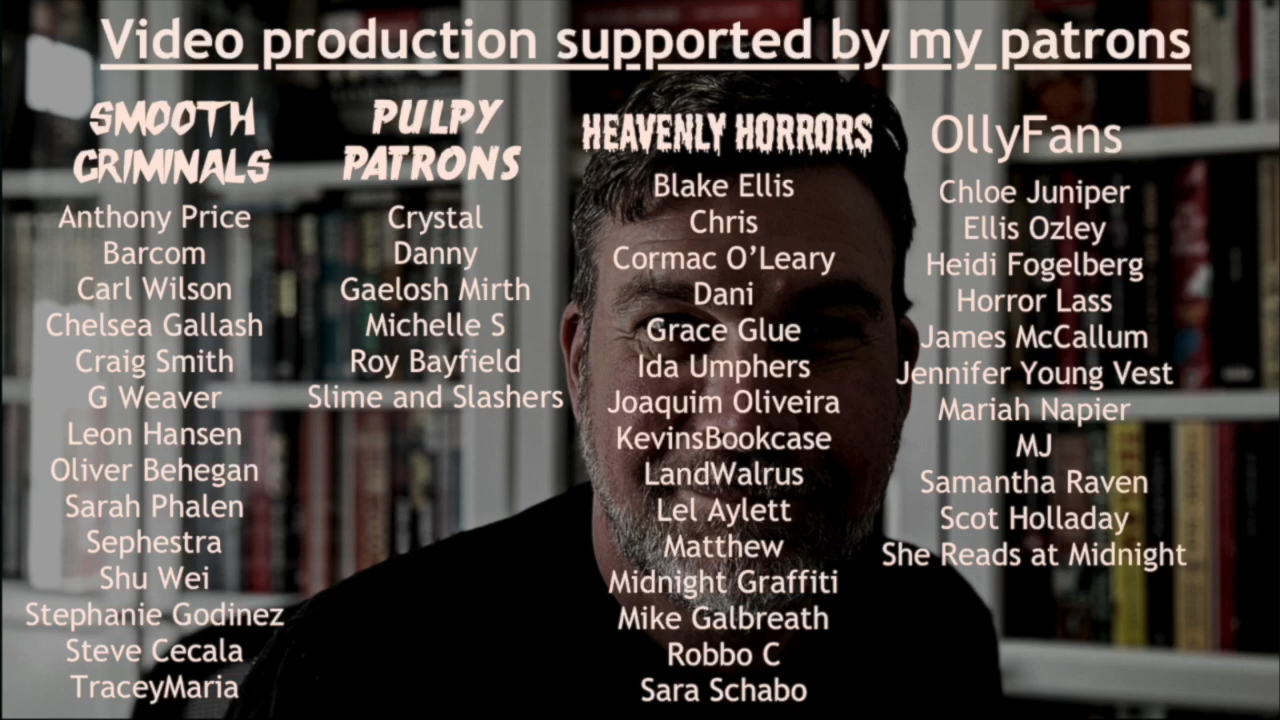 Video production supported by my patrons
SMOOTH
CRIMINALS
Anthony Price
Barcom
Carl Wilson
Chelsea Gallash
Craig Smith
G Weaver
Leon Hansen
Oliver Behegan
Sarah Phalen
Sephestra
Shu Wei
Stephanie Godinez
Steve Cecala
TraceyMaria
PULPY
PATRONS
Crystal
Danny
Gaelosh Mirth
Michelle S
Roy Bayfield
Slime and Slashers
HEAVENLY HORRORS
Blake Ellis
Chris
Cormac O’Leary
Dani
Grace Glue
Ida Umphers
Joaquim Oliveira
KevinsBookcase
LandWalrus
Lel Aylett
Matthew
Midnight Graffiti
Mike Galbreath
Robbo C
Sara Schabo
OllyFans
Chloe Juniper
Ellis Ozley
Heidi Fogelberg
Horror Lass
James McCallum
Jennifer Young Vest
Mariah Napier
MJ
Samantha Raven
Scot Holladay
She Reads at Midnight